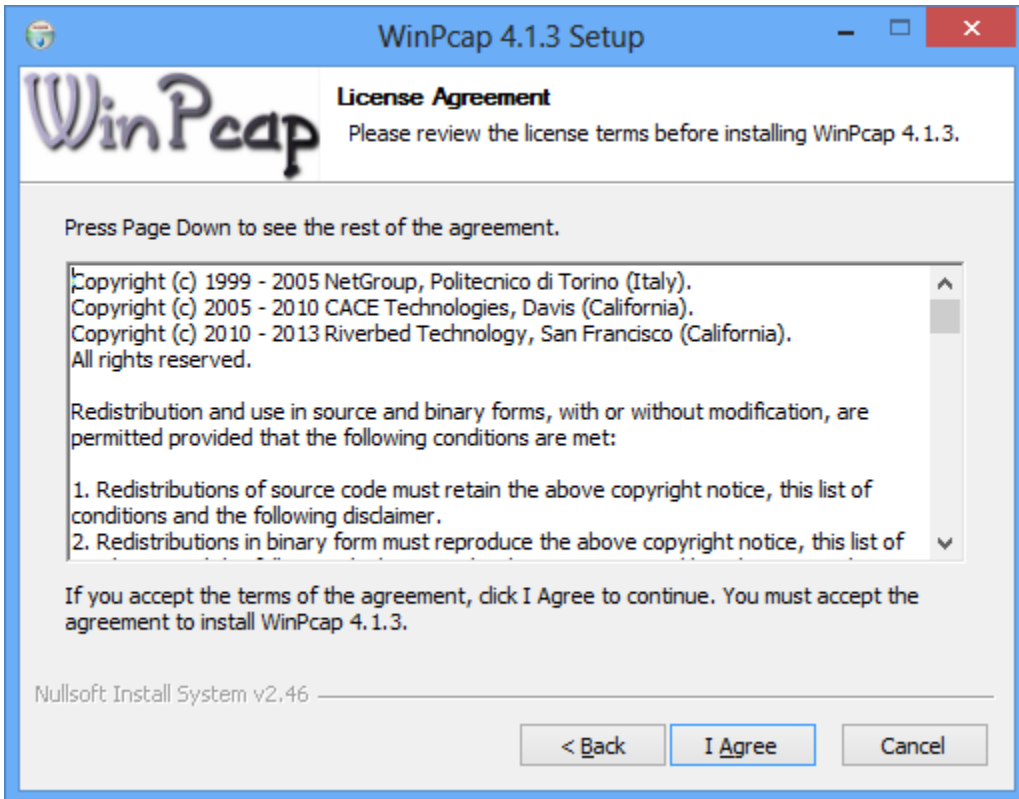 WinPcap 4.1.3 Setup
WinPcap
License Agreement
Please review the license terms before installing WinPcap 4.1.3.
Press Page Down to see the rest of the agreement.
Copyright (c) 1999 - 2005 NetGroup, Politecnico di Torino (Italy).
Copyright (c) 2005 - 2010 CACE Technologies, Davis (California).
Copyright (c) 2010 - 2013 Riverbed Technology, San Francisco (California).
All rights reserved.
Redistribution and use in source and binary forms, with or without modification, are
permitted provided that the following conditions are met:
1. Redistributions of source code must retain the above copyright notice, this list of
conditions and the following disclaimer.
2. Redistributions in binary form must reproduce the above copyright notice, this list of
If you accept the terms of the agreement, click I Agree to continue. You must accept the
agreement to install WinPcap 4.1.3.
Nullsoft Install System v2.46
< Back
I Agree
Cancel